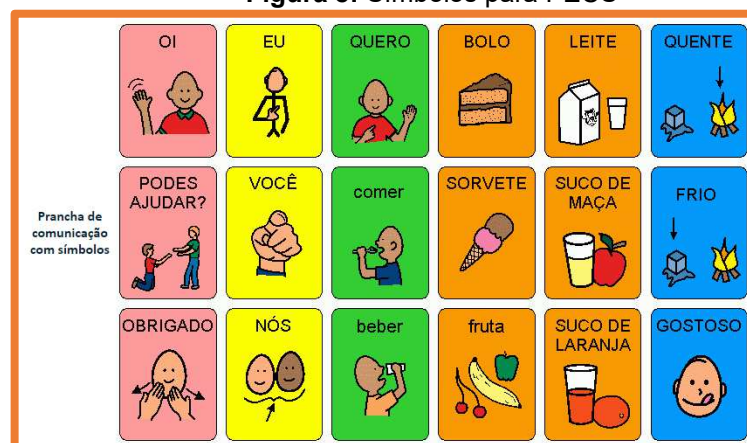 Figura 3. Símbolos para PECS
OI
EU
QUERO
BOLO
LEITE
QUENTE
Prancha de
comunicação
com símbolos
PODES
AJUDAR?
VOCÊ
comer
SORVETE
SUCO DE
MAÇA
FRIO
OBRIGADO
NÓS
beber
fruta
SUCO DE
LARANJA
GOSTOSO